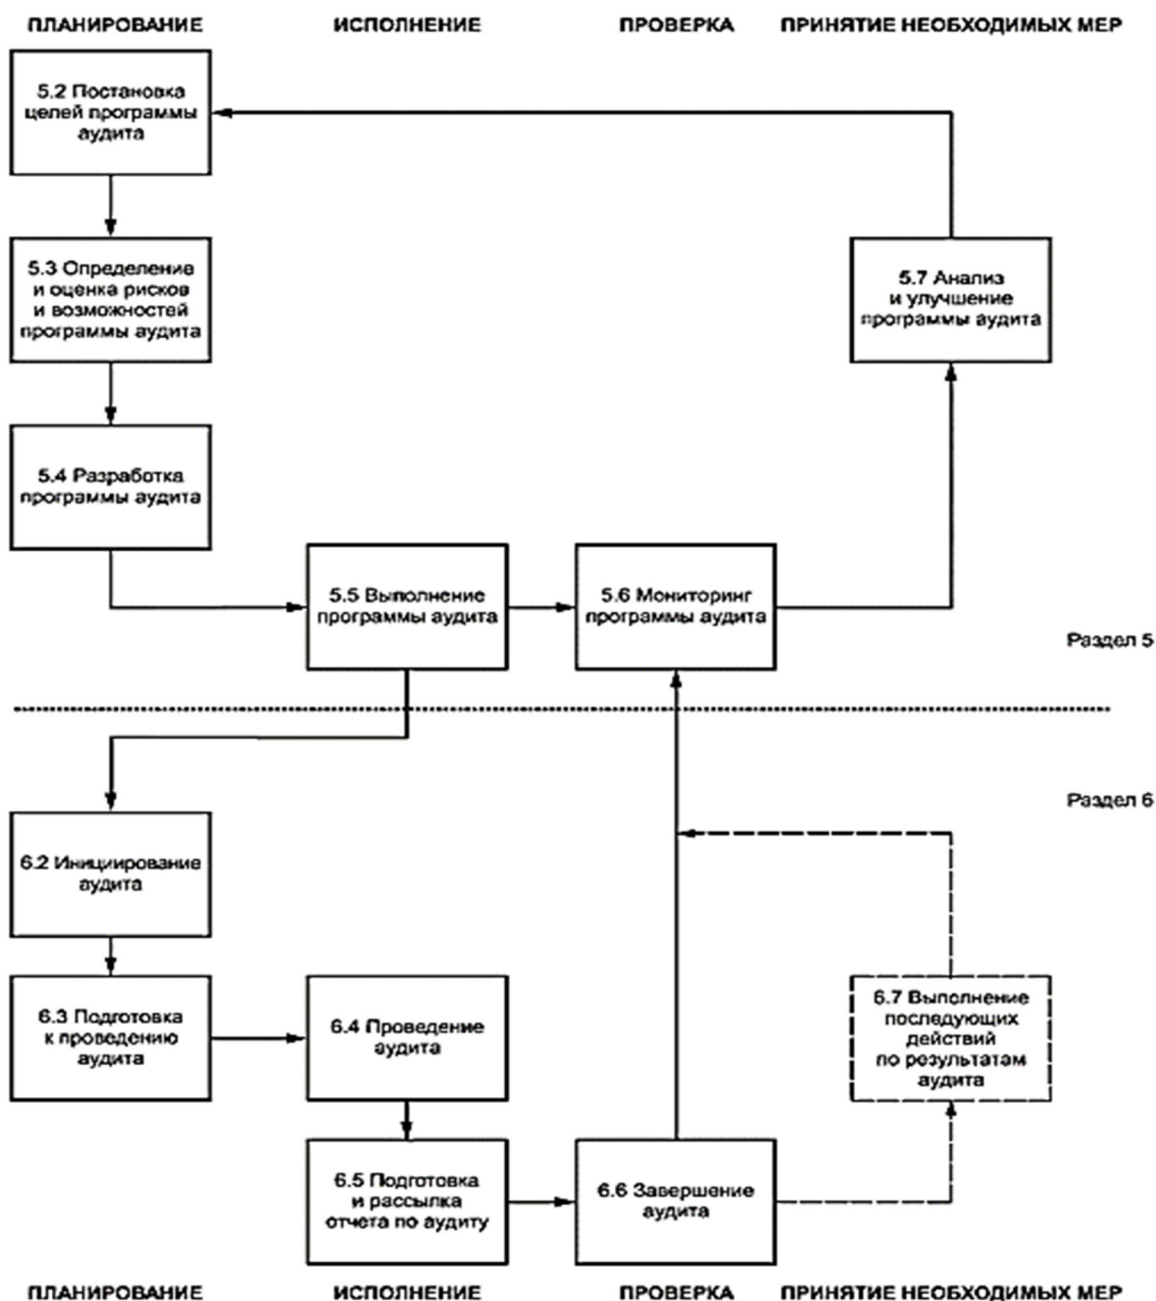 ПЛАНИРОВАНИЕ ИСПОЛНЕНИЕ ПРОВЕРКА ПРИНЯТИЕ НЕОБХОДИМЫХ МЕР
5.2 Постановка
целей программы
аудита
5.3 Определение
и оценка рисков
и возможностей
программы аудита
5.7 Анализ
и улучшение
программы аудита
5.4 Разработка
программы аудита
5.5 Выполнение
программы аудита
5.6 Мониторинг
программы аудита
Раздел 5
Раздел 6
6.2 Инициирование
аудита
6.3 Подготовка
к проведению
аудита
6.4 Проведение
аудита
6.7 Выполнение
последующих
действий
по результатам
аудита
6.5 Подготовка
и рассылка
отчета по аудиту
6.6 Завершение
аудита
ПЛАНИРОВАНИЕ ИСПОЛНЕНИЕ ПРОВЕРКА ПРИНЯТИЕ НЕОБХОДИМЫХ МЕР